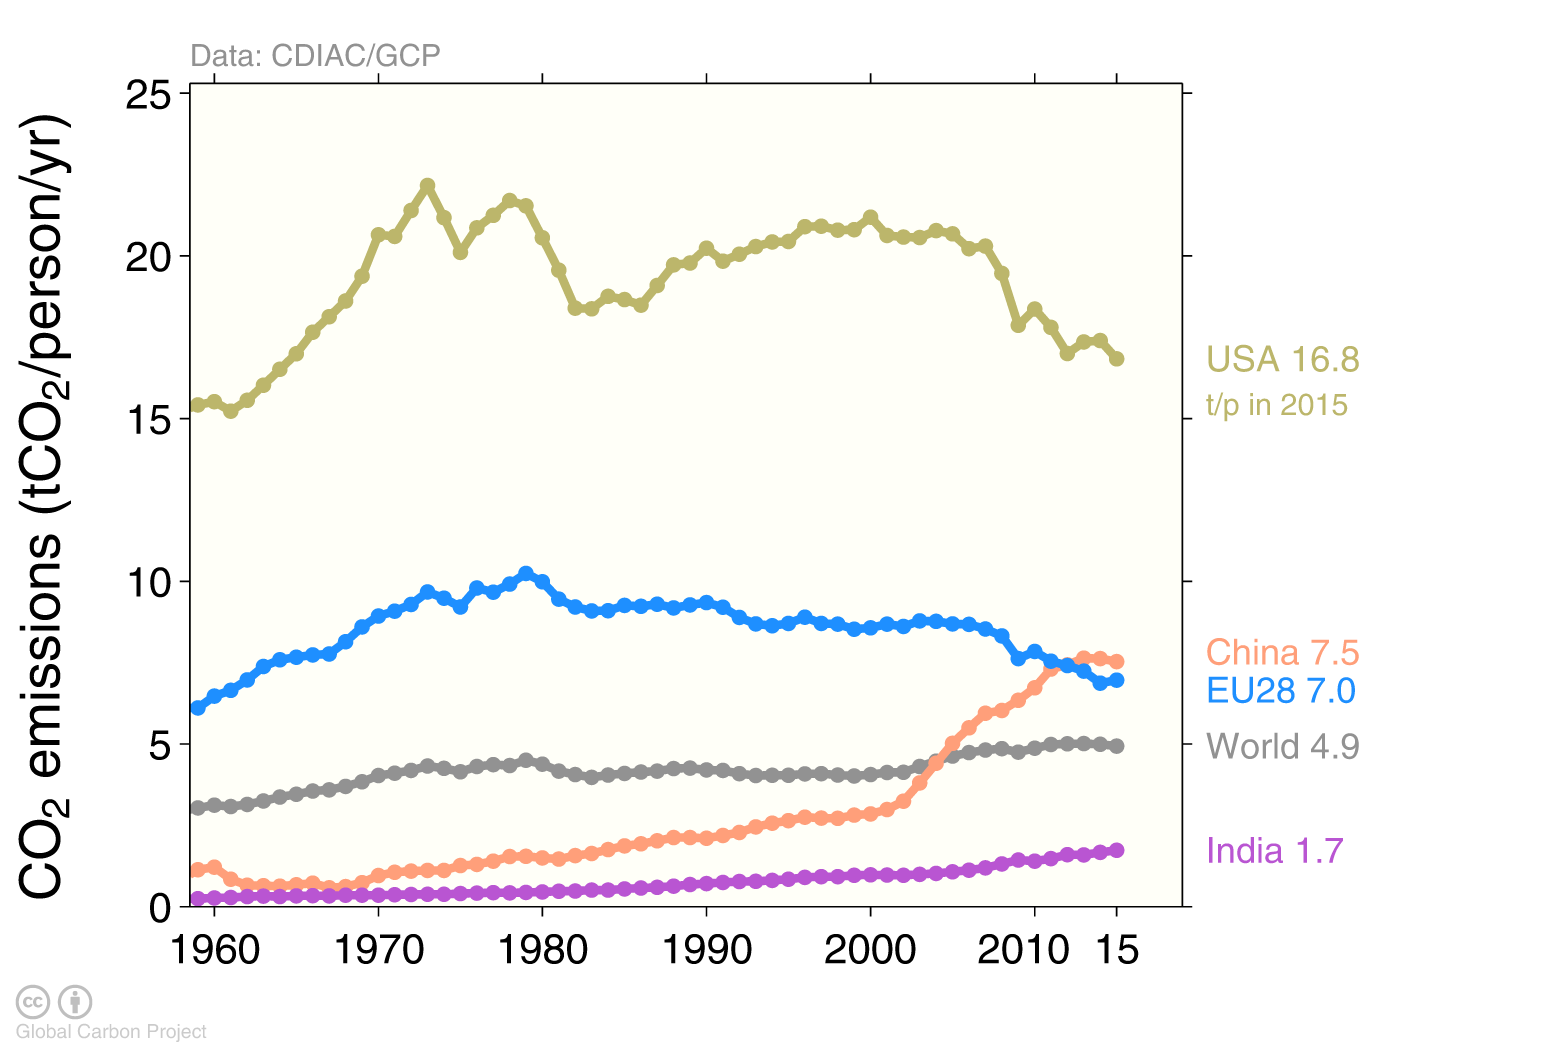 Data: CDIAC/GCP
CO2 emissions (tCO2/person/yr)
25
20
15
10
5
0
1960 1970 1980 1990 2000 2010 15
USA 16.8
t/p in 2015
China 7.5
EU28 7.0
World 4.9
India 1.7
cc
Global Carbon Project